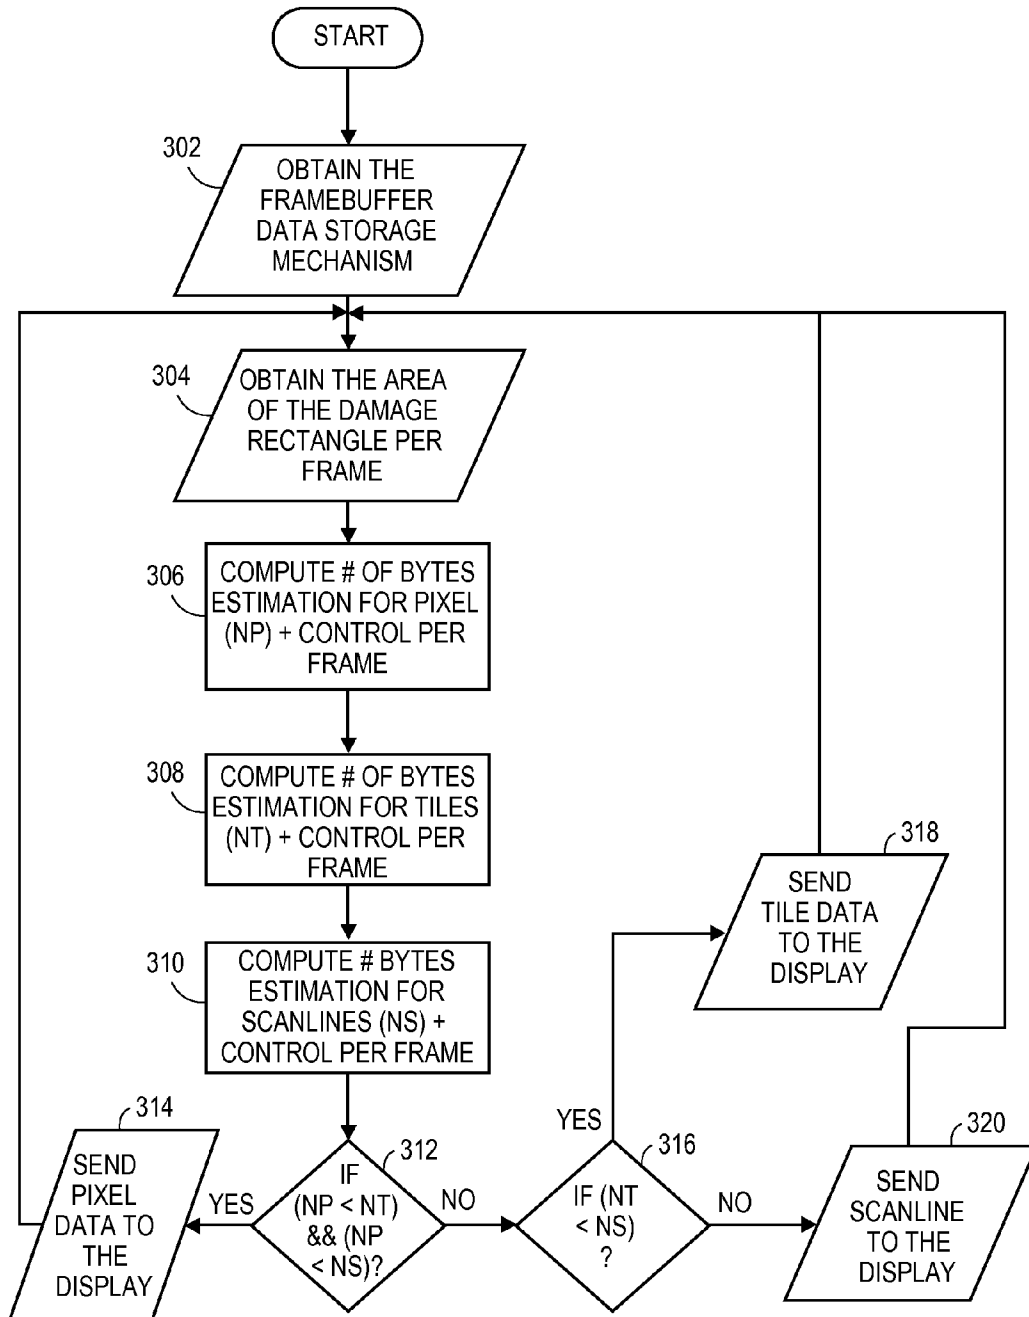 START
302
OBTAIN THE
FRAMEBUFFER
DATA STORAGE
MECHANISM
304
OBTAIN THE AREA
OF THE DAMAGE
RECTANGLE PER
FRAME
306
COMPUTE # OF BYTES
ESTIMATION FOR PIXEL
(NP) + CONTROL PER
FRAME
308
COMPUTE # OF BYTES
ESTIMATION FOR TILES
(NT) + CONTROL PER
FRAME
310
COMPUTE # BYTES
ESTIMATION FOR
SCANLINES (NS) +
CONTROL PER FRAME
312
IF
(NP < NT)
&& (NP
< NS)?
YES
314
SEND
PIXEL
DATA TO
THE
DISPLAY
NO
316
IF (NT
< NS)
?
YES
318
SEND
TILE DATA
TO THE
DISPLAY
NO
320
SEND
SCANLINE
TO THE
DISPLAY